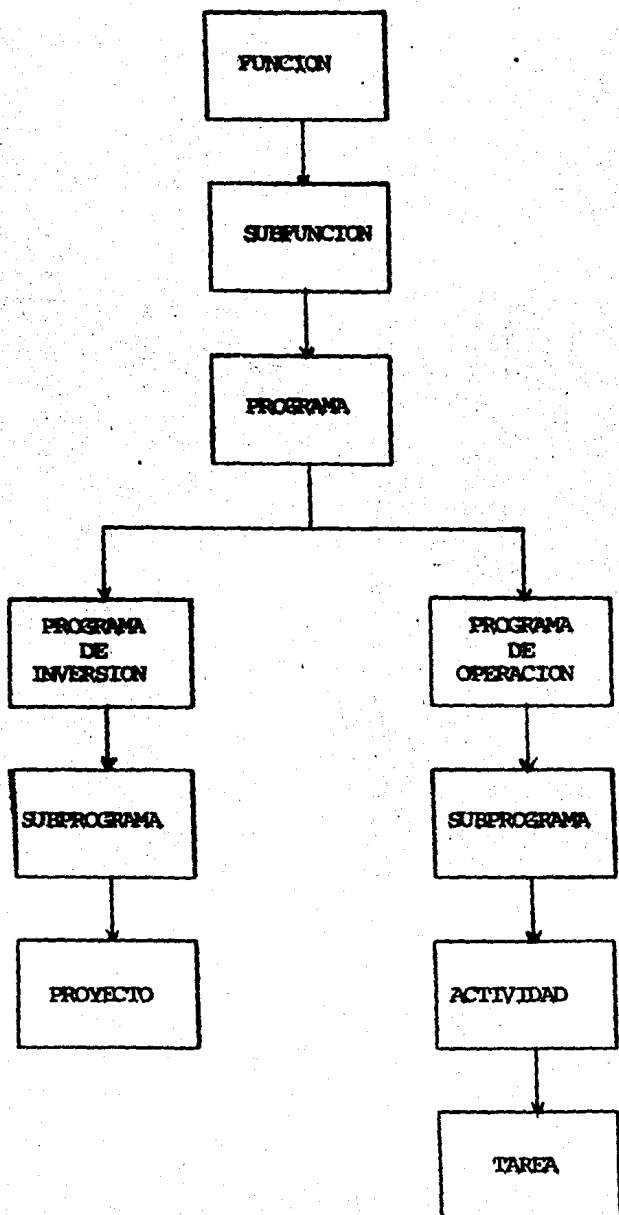 FUNCION
SUBFUNCION
PROGRAMA
PROGRAMA
DE
INVERSION
PROGRAMA
DE
OPERACION
SUBPROGRAMA
SUBPROGRAMA
PROYECTO
ACTIVIDAD
TAREA